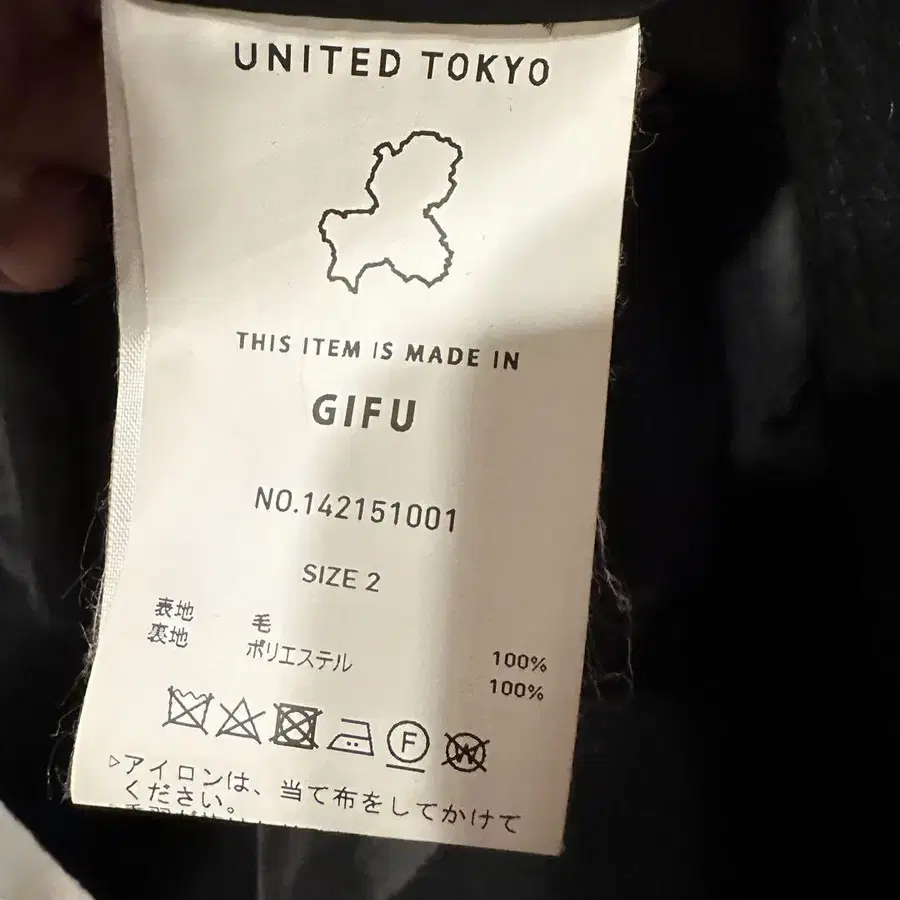 UNITED TOKYO
THIS ITEM IS MADE IN
GIFU
NO.142151001
SIZE 2
表地 毛 100%
裏地 ポリエステル 100%
F
W
▷アイロンは、当て布をしてかけて
ください。